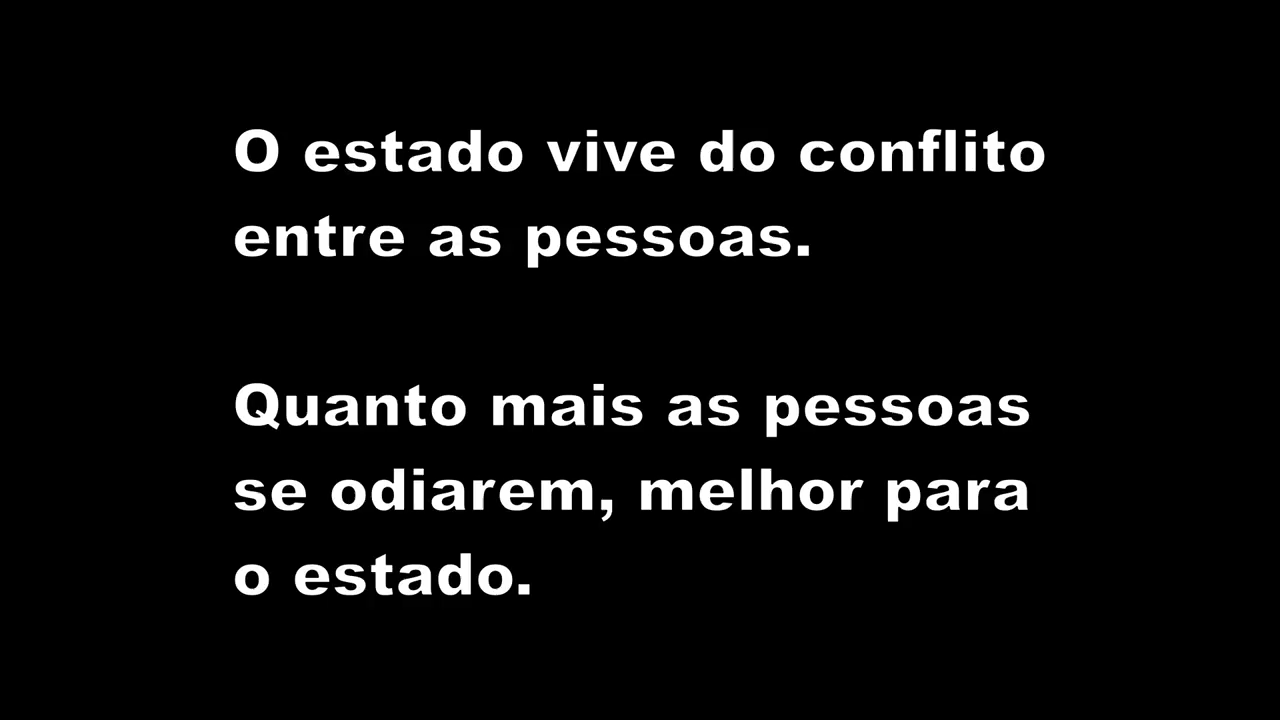 O estado vive do conflito
entre as pessoas.
Quanto mais as pessoas
se odiarem, melhor para
o estado.